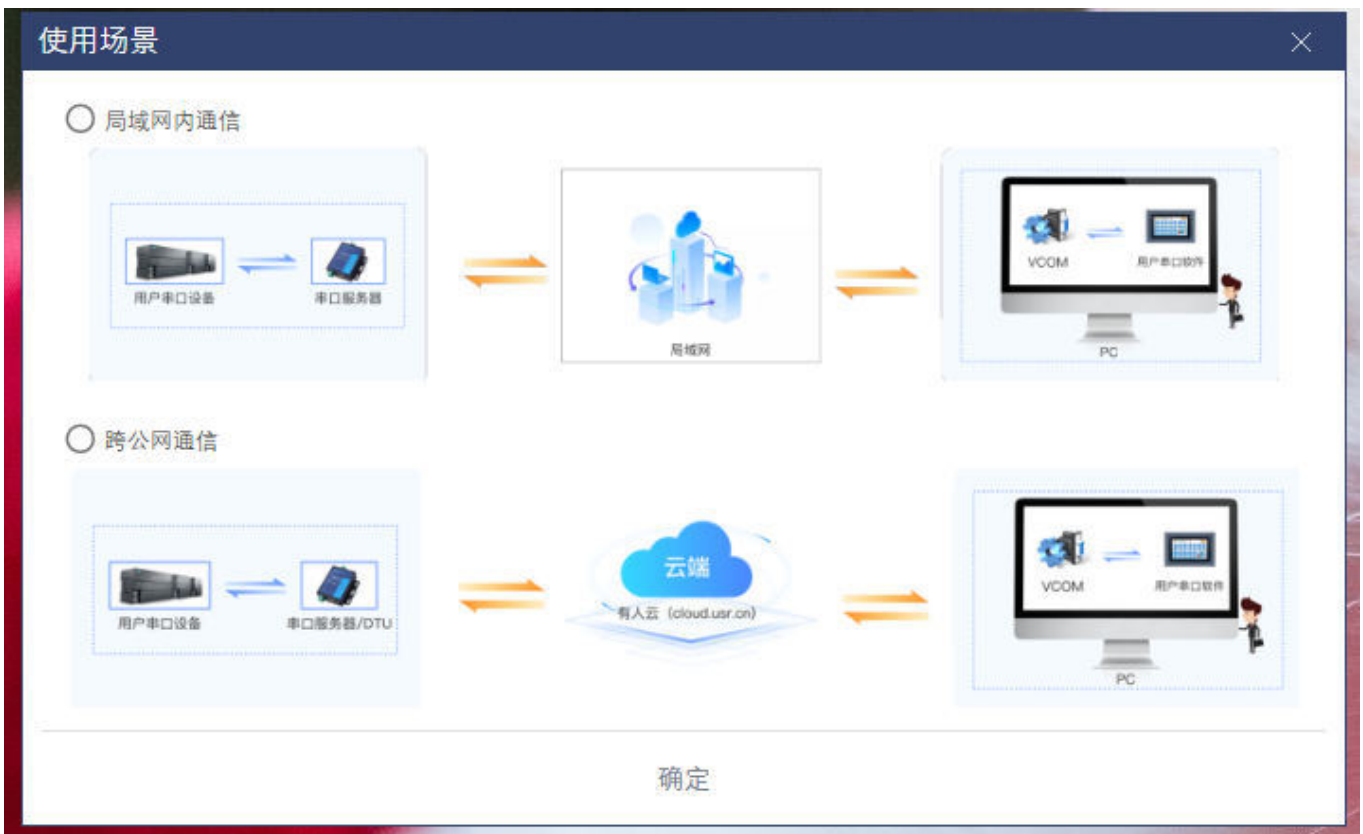 使用场景
局域网内通信
用户串口设备
串口服务器
局域网
VCOM
用户串口软件
PC
跨公网通信
用户串口设备
串口服务器/DTU
云端
有人云（cloud.usr.cn）
VCOM
用户串口软件
PC
确定